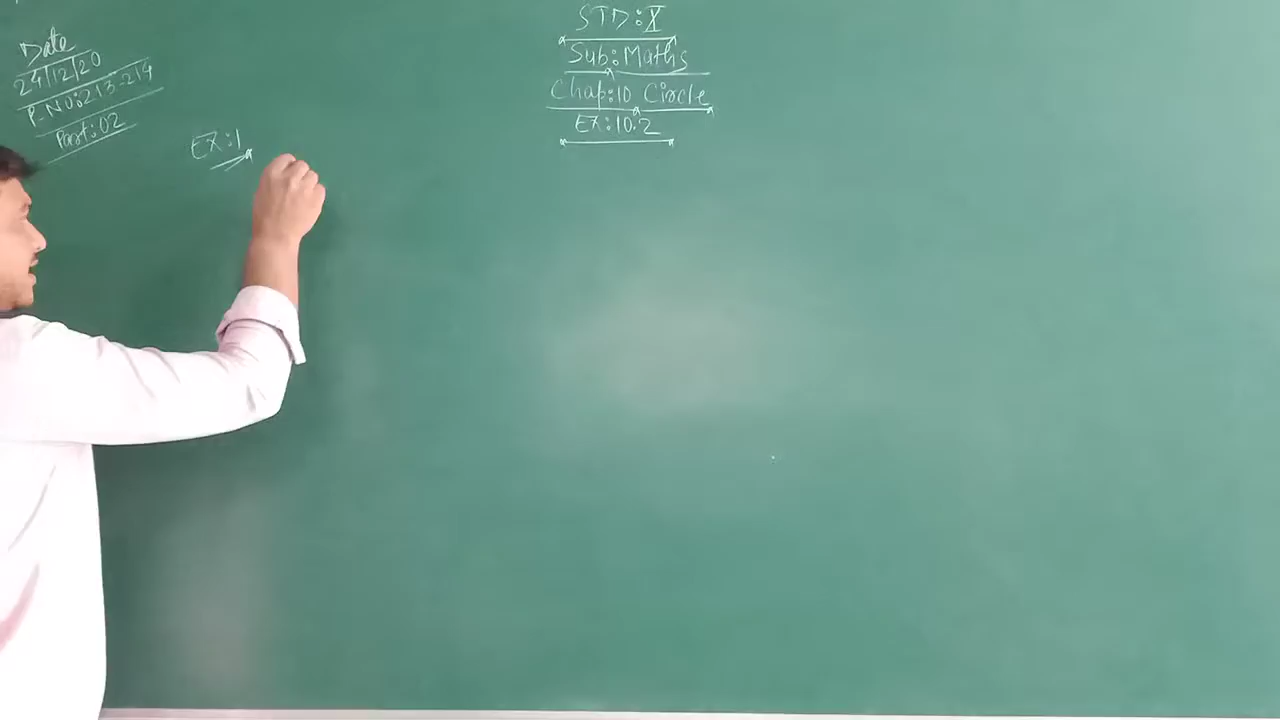 Date
24/12/20
P.NO:213-214
Part:02
EX:1
STD:X
Sub:Maths
Chap:10 Circle
EX:10.2